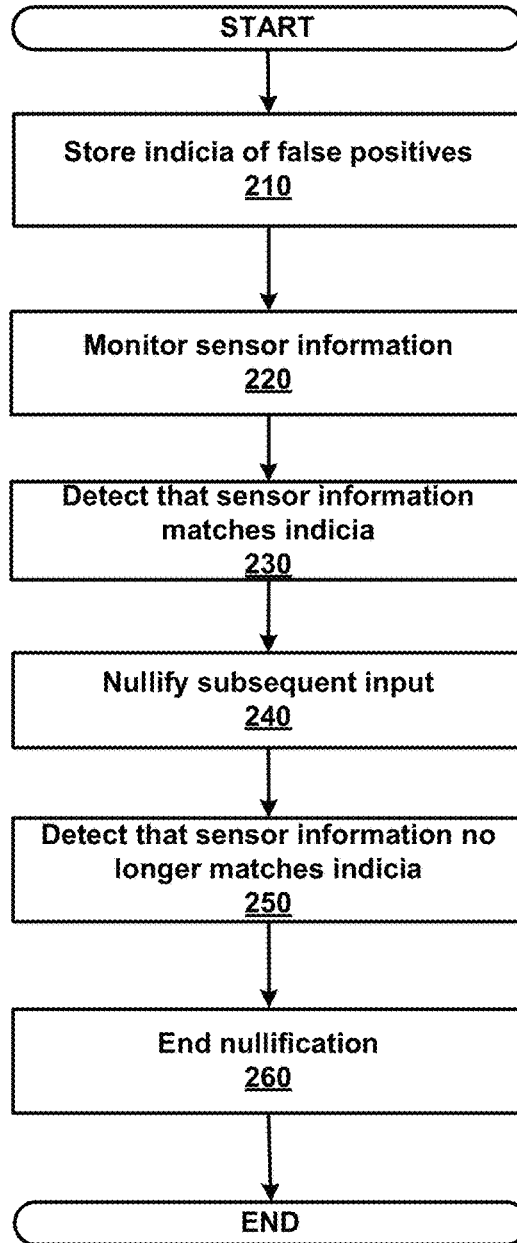 START
Store indicia of false positives
210
Monitor sensor information
220
Detect that sensor information
matches indicia
230
Nullify subsequent input
240
Detect that sensor information no
longer matches indicia
250
End nullification
260
END